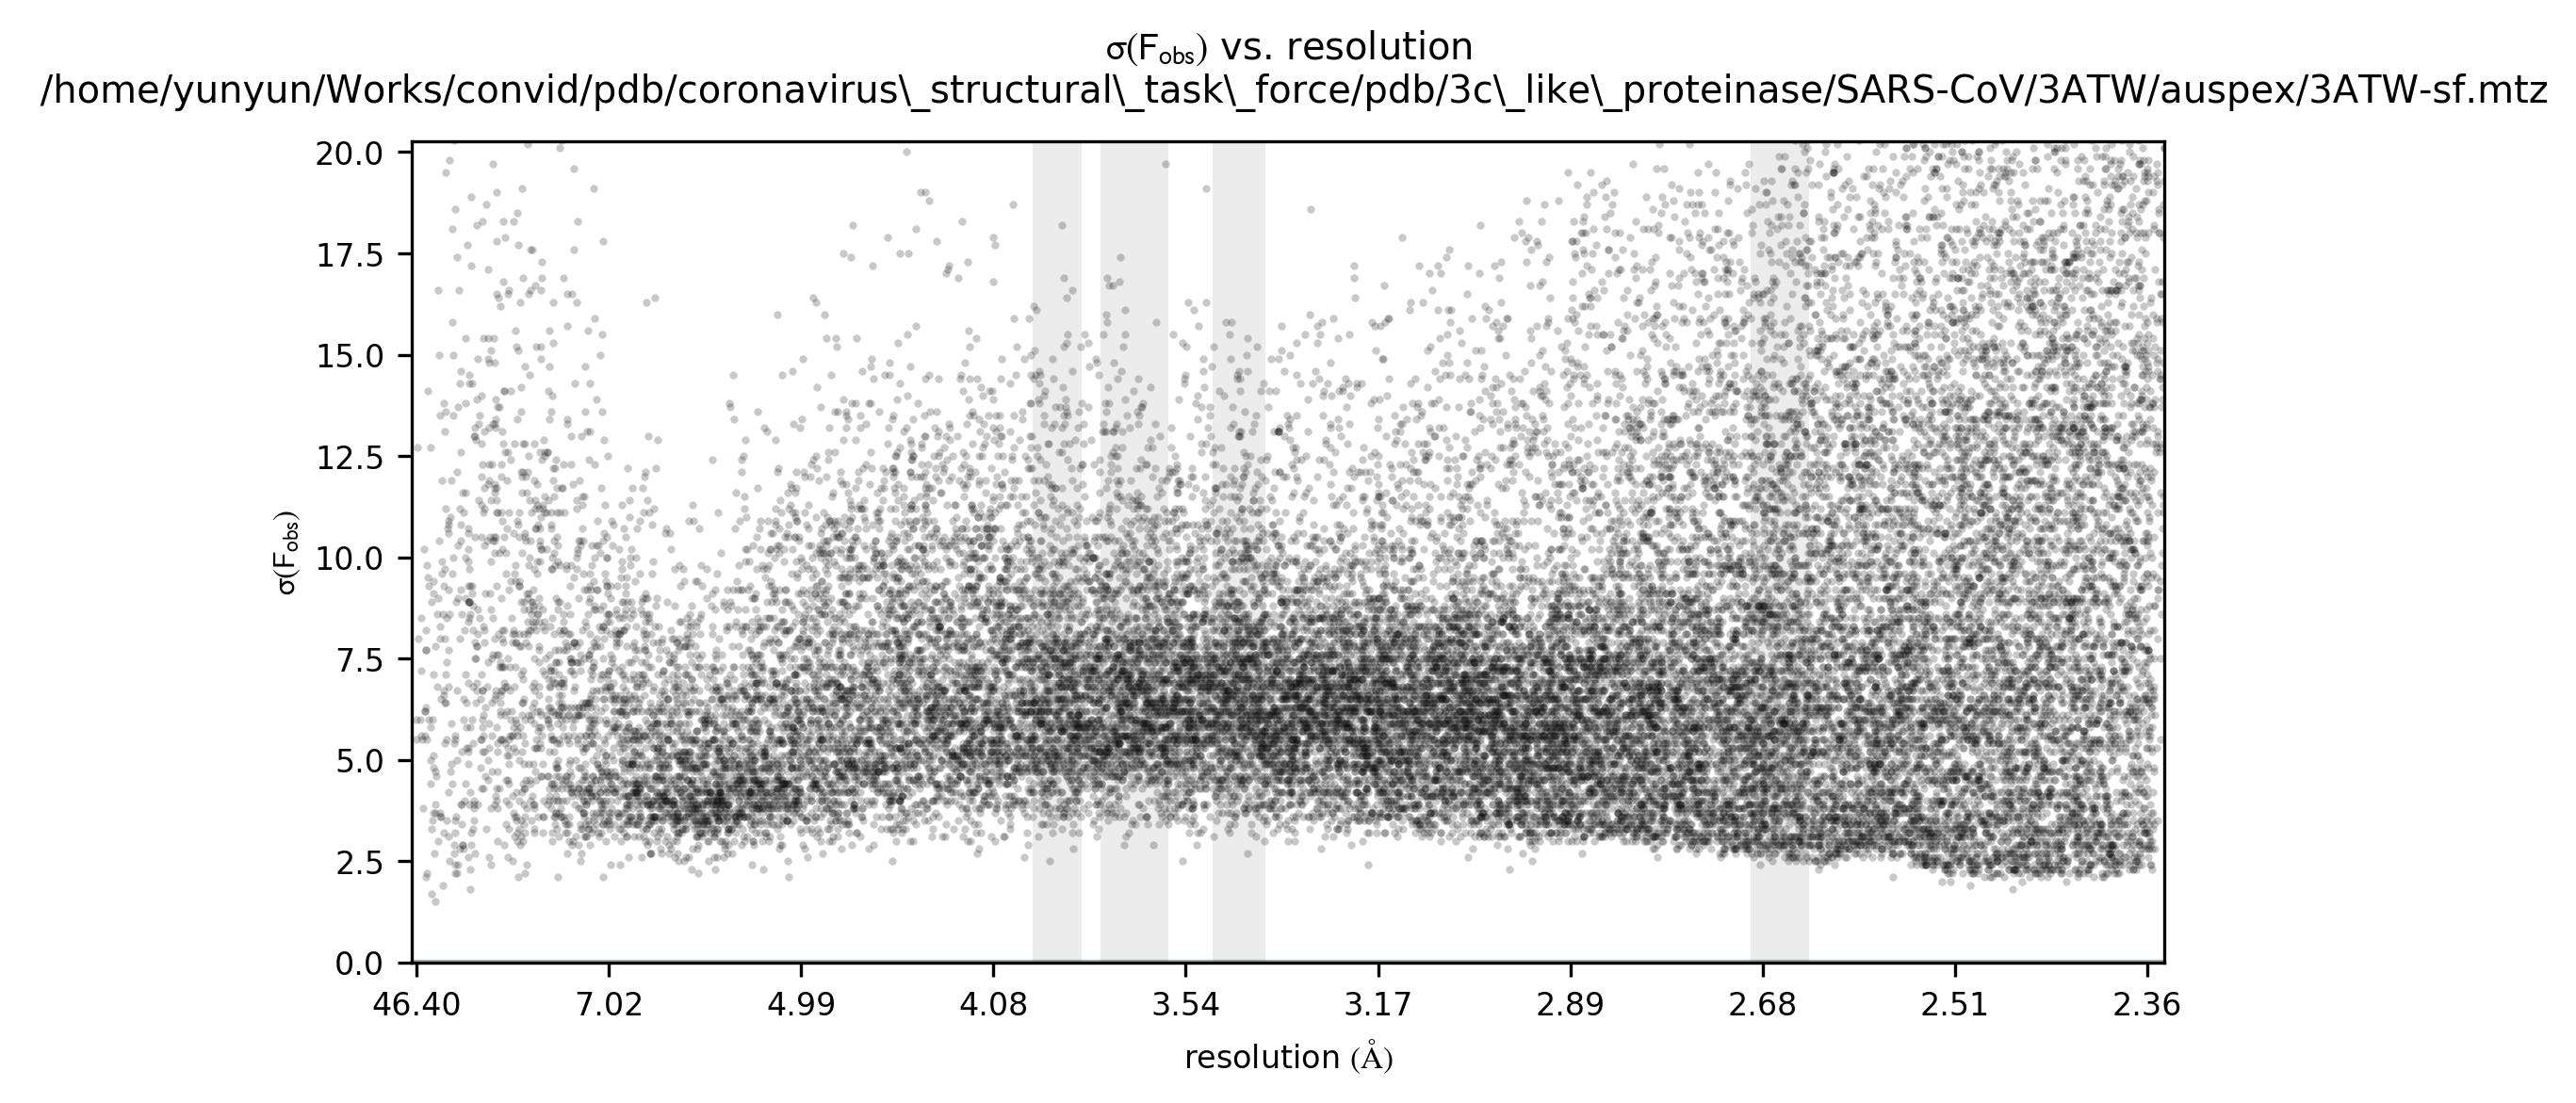 σ(Fobs) vs. resolution
/home/yunyun/Works/convid/pdb/coronavirus\_structural\_task\_force/pdb/3c\_like\_proteinase/SARS-CoV/3ATW/auspex/3ATW-sf.mtz
20.0
17.5
15.0
12.5
10.0
7.5
5.0
2.5
0.0
σ(Fobs)
46.40 7.02 4.99 4.08 3.54 3.17 2.89 2.68 2.51 2.36
resolution (Å)